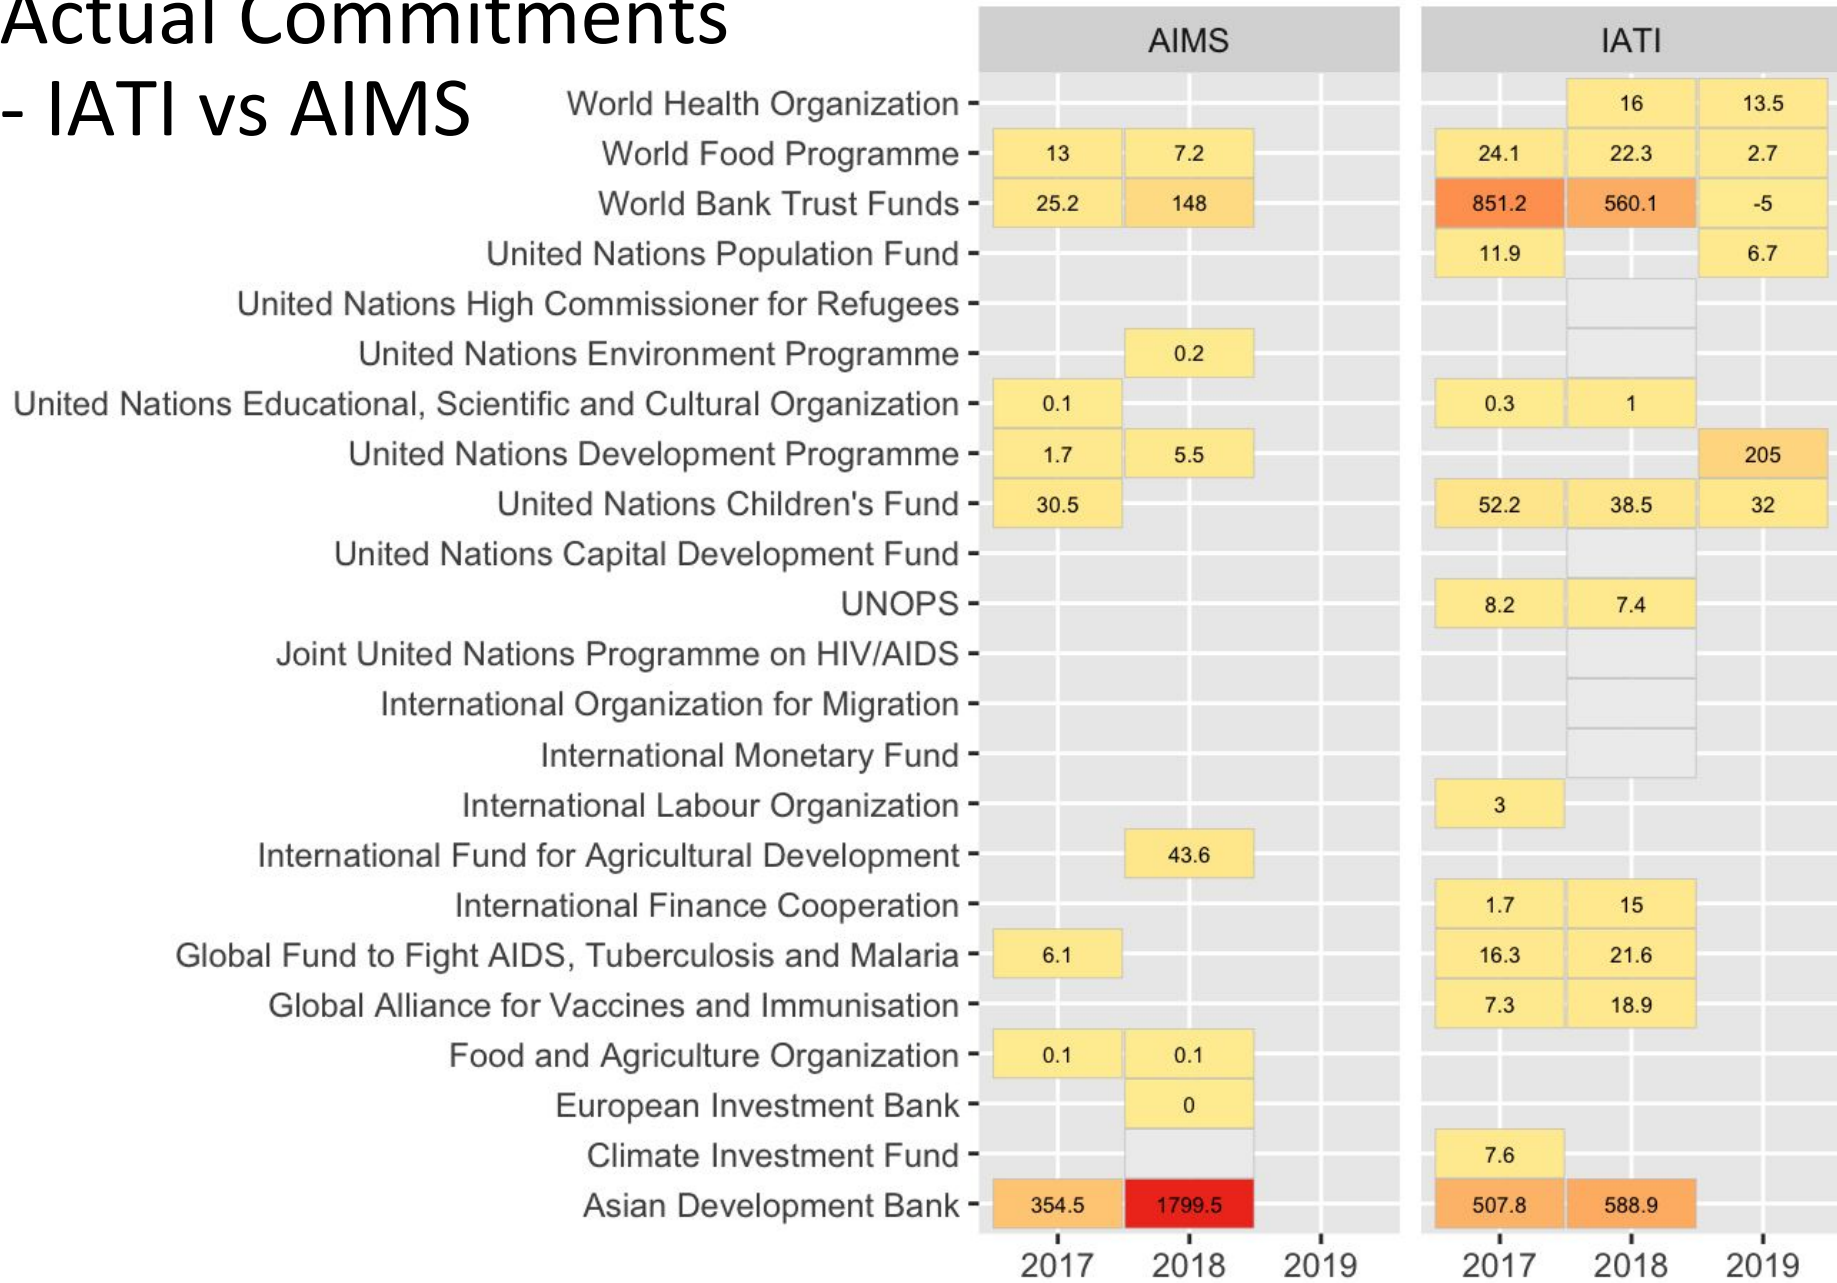 Actual Commitments
- IATI vs AIMS
AIMS IATI
World Health Organization 16 13.5
World Food Programme 13 7.2 24.1 22.3 2.7
World Bank Trust Funds 25.2 148 851.2 560.1 -5
United Nations Population Fund 11.9 6.7
United Nations High Commissioner for Refugees
United Nations Environment Programme 0.2
United Nations Educational, Scientific and Cultural Organization 0.1 0.3 1
United Nations Development Programme 1.7 5.5 205
United Nations Children's Fund 30.5 52.2 38.5 32
United Nations Capital Development Fund
UNOPS 8.2 7.4
Joint United Nations Programme on HIV/AIDS
International Organization for Migration
International Monetary Fund
International Labour Organization 3
International Fund for Agricultural Development 43.6
International Finance Cooperation 1.7 15
Global Fund to Fight AIDS, Tuberculosis and Malaria 6.1 16.3 21.6
Global Alliance for Vaccines and Immunisation 7.3 18.9
Food and Agriculture Organization 0.1 0.1
European Investment Bank 0
Climate Investment Fund 7.6
Asian Development Bank 354.5 1799.5 507.8 588.9
2017 2018 2019 2017 2018 2019